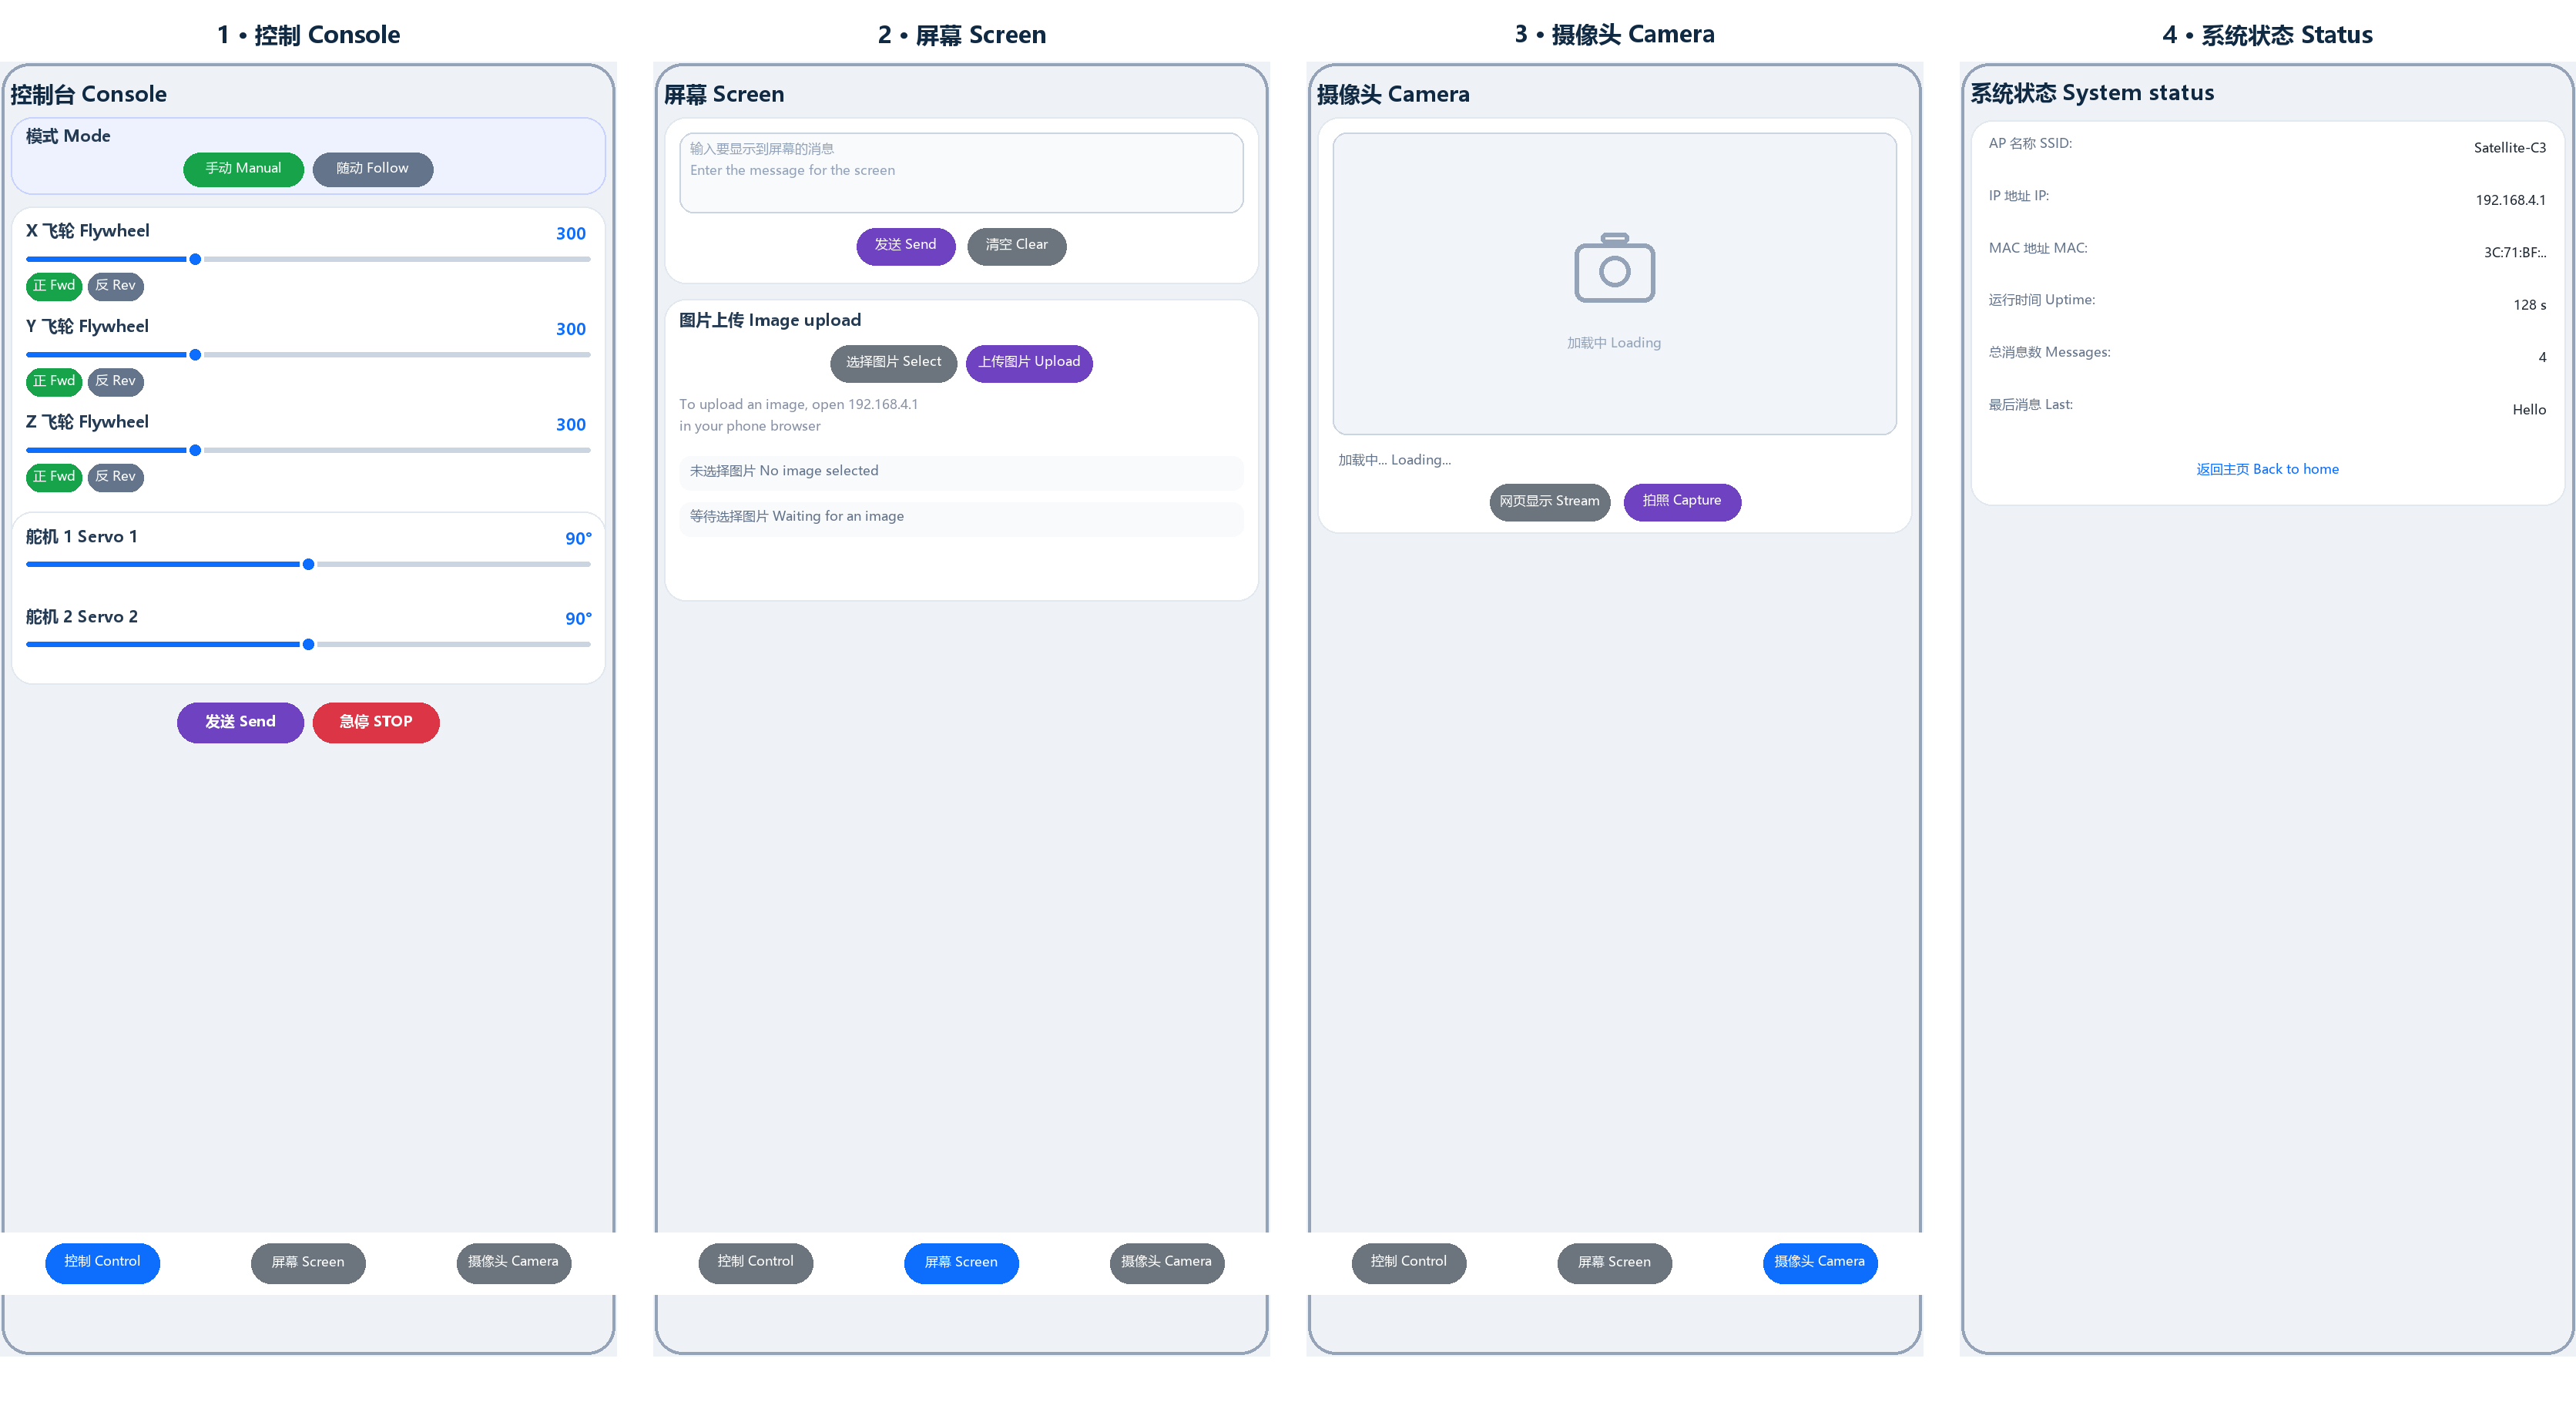 1 • 控制 Console
控制台 Console
模式 Mode
手动 Manual
随动 Follow
X 飞轮 Flywheel
300
正 Fwd
反 Rev
Y 飞轮 Flywheel
300
正 Fwd
反 Rev
Z 飞轮 Flywheel
300
正 Fwd
反 Rev
舵机 1 Servo 1
90°
舵机 2 Servo 2
90°
发送 Send
急停 STOP
控制 Control
屏幕 Screen
摄像头 Camera
2 • 屏幕 Screen
屏幕 Screen
输入要显示到屏幕的消息
Enter the message for the screen
发送 Send
清空 Clear
图片上传 Image upload
选择图片 Select
上传图片 Upload
To upload an image, open 192.168.4.1
in your phone browser
未选择图片 No image selected
等待选择图片 Waiting for an image
控制 Control
屏幕 Screen
摄像头 Camera
3 • 摄像头 Camera
摄像头 Camera
加载中 Loading
加载中... Loading...
网页显示 Stream
拍照 Capture
控制 Control
屏幕 Screen
摄像头 Camera
4 • 系统状态 Status
系统状态 System status
AP 名称 SSID:
Satellite-C3
IP 地址 IP:
192.168.4.1
MAC 地址 MAC:
3C:71:BF:..
运行时间 Uptime:
128 s
总消息数 Messages:
4
最后消息 Last:
Hello
返回主页 Back to home